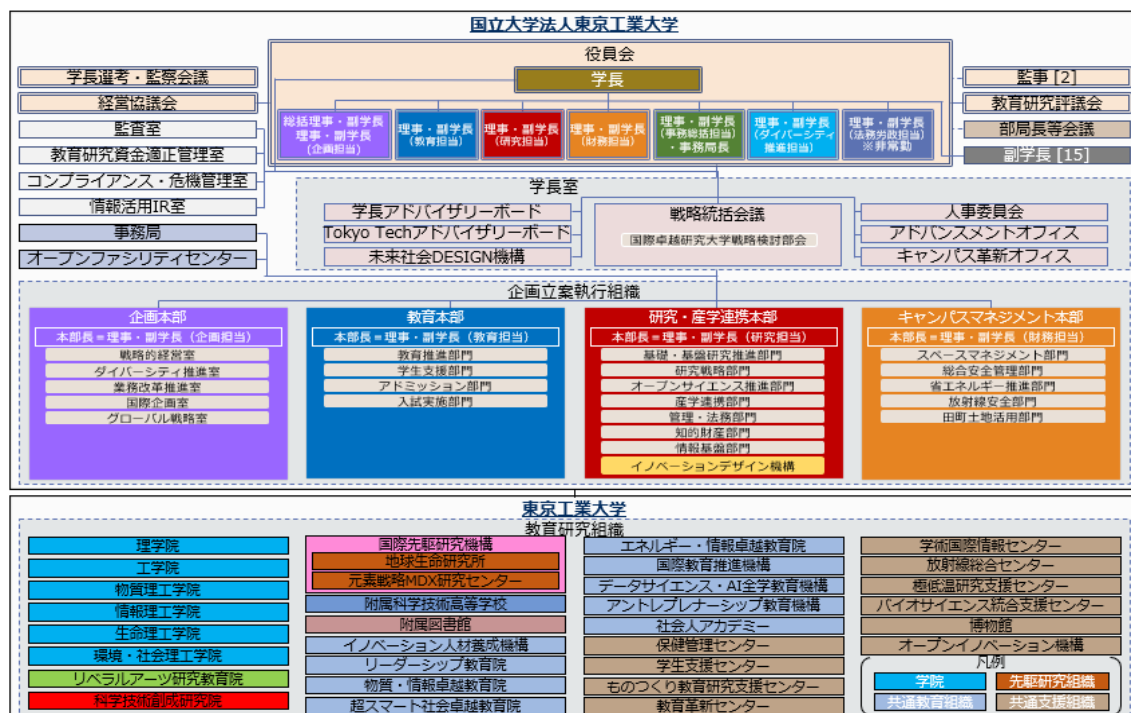 国立大学法人東京工業大学
役員会
学長
総括理事・副学長
理事・副学長
(企画担当)
理事・副学長
(教育担当)
理事・副学長
(研究担当)
理事・副学長
(財務担当)
理事・副学長
(事務総括担当)
・事務局長
理事・副学長
(ダイバーシティ
推進担当)
理事・副学長
(法務労政担当)
※非常勤
学長選考・監察会議
経営協議会
監査室
教育研究資金適正管理室
コンプライアンス・危機管理室
情報活用IR室
事務局
オープンファシリティセンター
監事 [2]
教育研究評議会
部局長等会議
副学長 [15]
学長室
学長アドバイザリーボード
Tokyo Techアドバイザリーボード
未来社会DESIGN機構
戦略統括会議
国際卓越研究大学戦略検討部会
人事委員会
アドバンスメントオフィス
キャンパス革新オフィス
企画立案執行組織
企画本部
本部長=理事・副学長(企画担当)
戦略的経営室
ダイバーシティ推進室
業務改革推進室
国際企画室
グローバル戦略室
教育本部
本部長=理事・副学長(教育担当)
教育推進部門
学生支援部門
アドミッション部門
入試実施部門
研究・産学連携本部
本部長=理事・副学長(研究担当)
基礎・基盤研究推進部門
研究戦略部門
オープンサイエンス推進部門
産学連携部門
管理・法務部門
知的財産部門
情報基盤部門
イノベーションデザイン機構
キャンパスマネジメント本部
本部長=理事・副学長(財務担当)
スペースマネジメント部門
総合安全管理部門
省エネルギー推進部門
放射線安全部門
田町土地活用部門
東京工業大学
教育研究組織
理学院
工学院
物質理工学院
情報理工学院
生命理工学院
環境・社会理工学院
リベラルアーツ研究教育院
科学技術創成研究院
国際先駆研究機構
地球生命研究所
元素戦略MDX研究センター
附属科学技術高等学校
附属図書館
イノベーション人材養成機構
リーダーシップ教育院
物質・情報卓越教育院
超スマート社会卓越教育院
エネルギー・情報卓越教育院
国際教育推進機構
データサイエンス・AI全学教育機構
アントレプレナーシップ教育機構
社会人アカデミー
保健管理センター
学生支援センター
ものつくり教育研究支援センター
教育革新センター
学術国際情報センター
放射線総合センター
極低温研究支援センター
バイオサイエンス統合支援センター
博物館
オープンイノベーション機構
凡例
学院
先駆研究組織
共通教育組織
共通支援組織